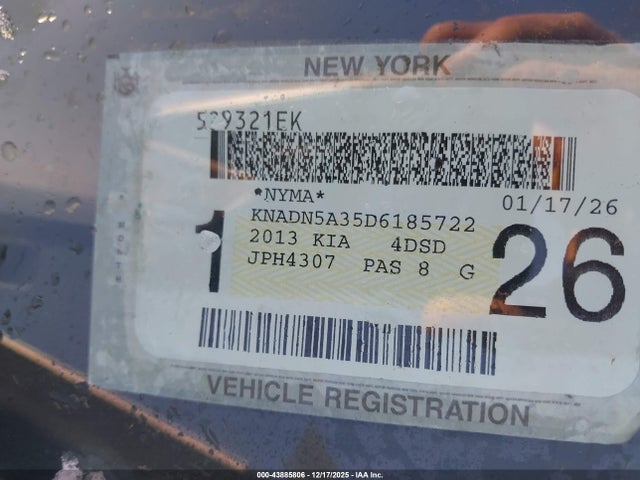 NEW YORK
529321EK
*NYMA*
01/17/26
KNADN5A35D6185722
2013 KIA 4DSD
JPH4307 PAS 8 G
1
26
VEHICLE REGISTRATION
000-43885806 - 12/17/2025 - IAA Inc.